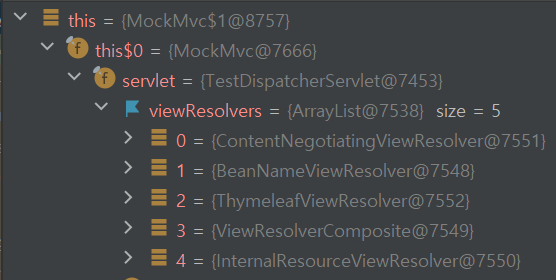 this = {MockMvc$1@8757}
f this$0 = {MockMvc@7666}
f servlet = {TestDispatcherServlet@7453}
viewResolvers = {ArrayList@7538} size = 5
0 = {ContentNegotiatingViewResolver@7551}
1 = {BeanNameViewResolver@7548}
2 = {ThymeleafViewResolver@7552}
3 = {ViewResolverComposite@7549}
4 = {InternalResourceViewResolver@7550}